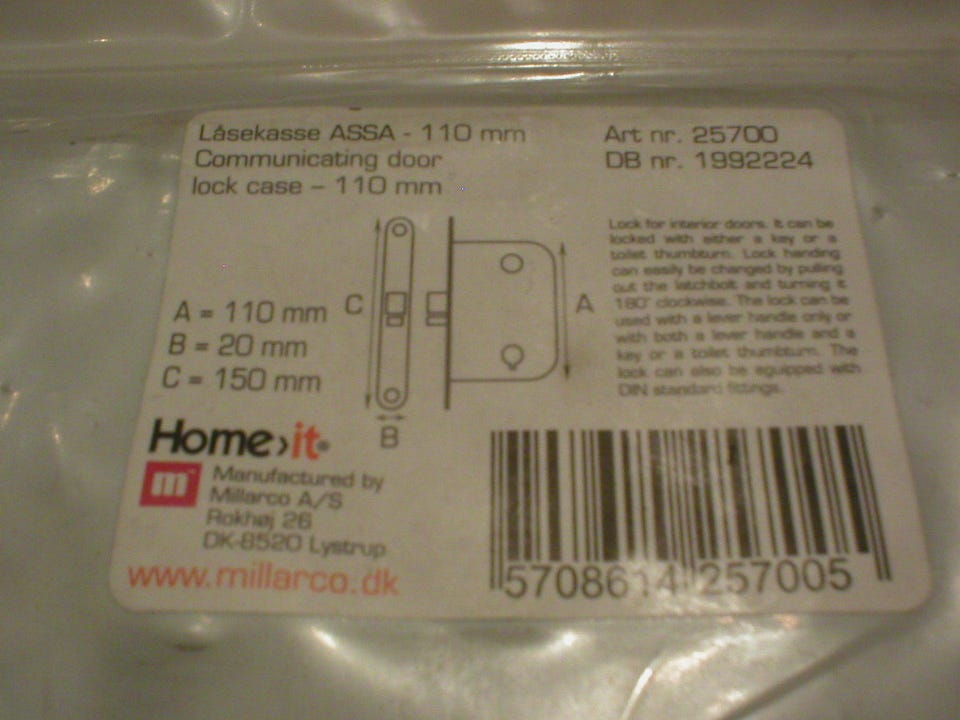 Låsekasse ASSA - 110 mm
Communicating door
lock case – 110 mm
Art nr. 25700
DB nr. 1992224
Lock for interior doors. It can be
locked with either a key or a
toilet thumbturn. Lock handing
can easily be changed by pulling
out the latchbolt and turning it
180° clockwise. The lock can be
used with a lever handle only or
with both a lever handle and a
key or a toilet thumbturn. The
lock can also be equipped with
DIN standard fittings.
A = 110 mm
B = 20 mm
C = 150 mm
C
A
B
Home>it®
m™
Manufactured by
Millarco A/S
Rokhøj 26
DK-8520 Lystrup
www.millarco.dk
5708614 257005